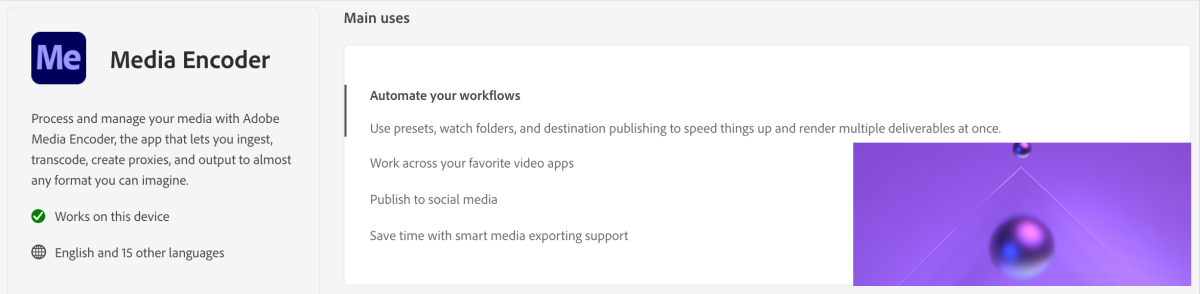 Me
Media Encoder
Process and manage your media with Adobe
Media Encoder, the app that lets you ingest,
transcode, create proxies, and output to almost
any format you can imagine.
Works on this device
English and 15 other languages
Main uses
Automate your workflows
Use presets, watch folders, and destination publishing to speed things up and render multiple deliverables at once.
Work across your favorite video apps
Publish to social media
Save time with smart media exporting support